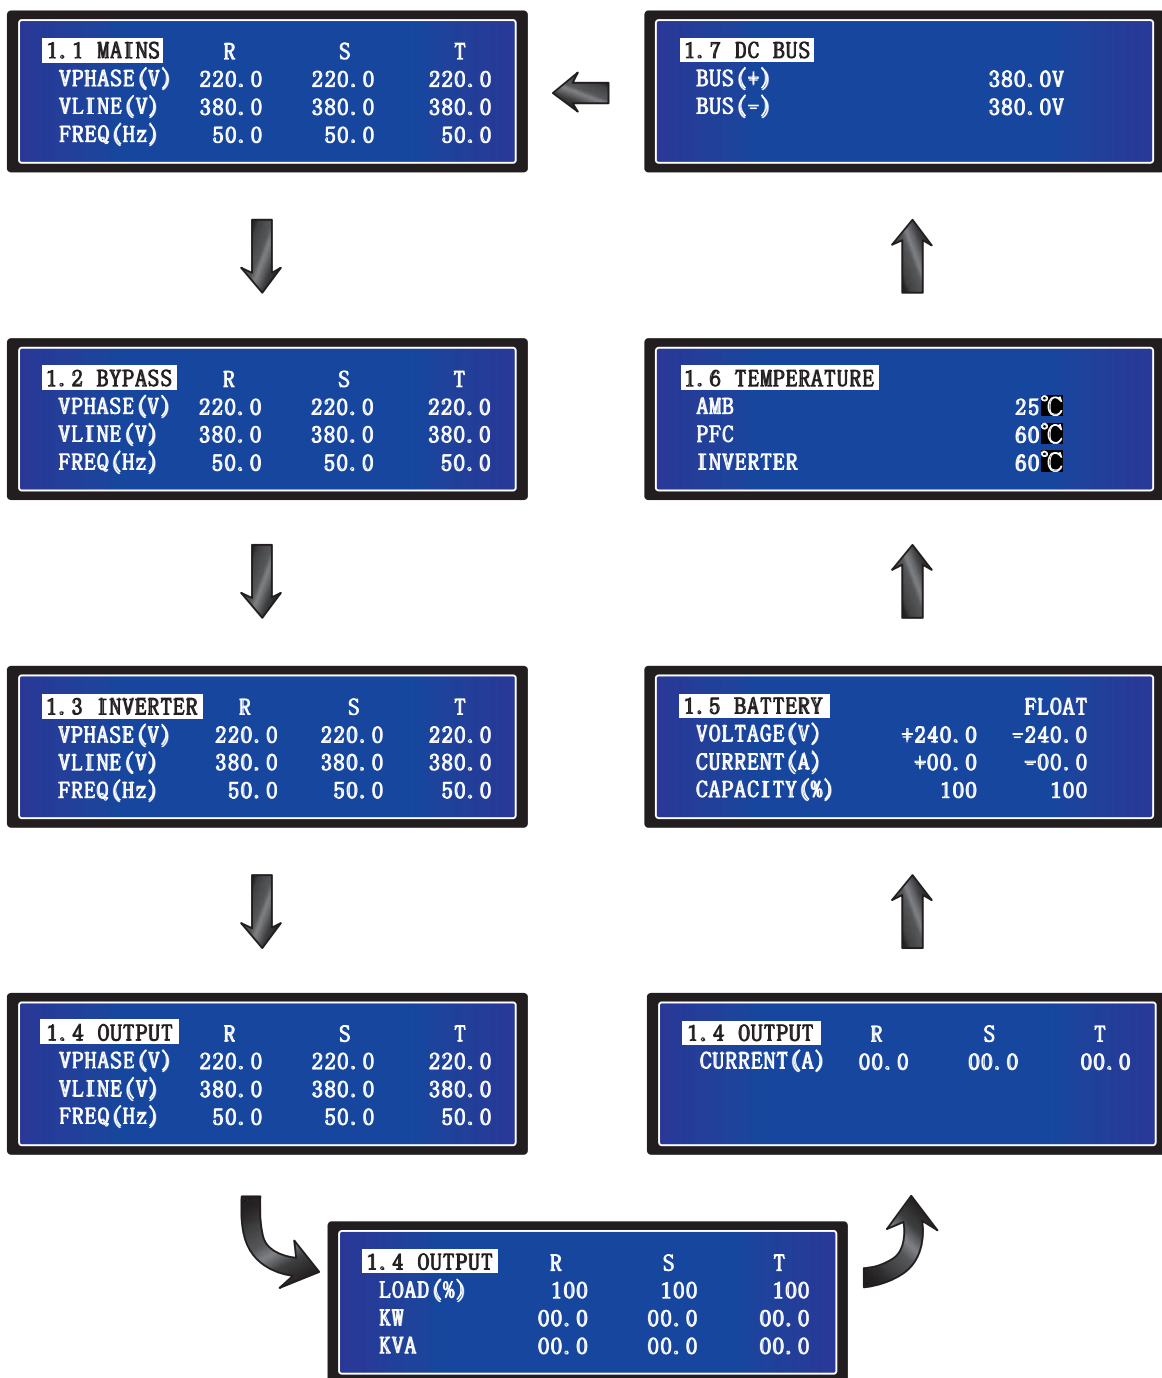 1.1 MAINS R S T
VPHASE(V) 220.0 220.0 220.0
VLINE(V) 380.0 380.0 380.0
FREQ(Hz) 50.0 50.0 50.0
1.2 BYPASS R S T
VPHASE(V) 220.0 220.0 220.0
VLINE(V) 380.0 380.0 380.0
FREQ(Hz) 50.0 50.0 50.0
1.3 INVERTER R S T
VPHASE(V) 220.0 220.0 220.0
VLINE(V) 380.0 380.0 380.0
FREQ(Hz) 50.0 50.0 50.0
1.4 OUTPUT R S T
VPHASE(V) 220.0 220.0 220.0
VLINE(V) 380.0 380.0 380.0
FREQ(Hz) 50.0 50.0 50.0
1.4 OUTPUT R S T
LOAD(%) 100 100 100
KW 00.0 00.0 00.0
KVA 00.0 00.0 00.0
1.4 OUTPUT R S T
CURRENT(A) 00.0 00.0 00.0
1.5 BATTERY FLOAT
VOLTAGE(V) +240.0 -240.0
CURRENT(A) +00.0 -00.0
CAPACITY(%) 100 100
1.6 TEMPERATURE
AMB 25℃
PFC 60℃
INVERTER 60℃
1.7 DC BUS
BUS(+) 380.0V
BUS(-) 380.0V